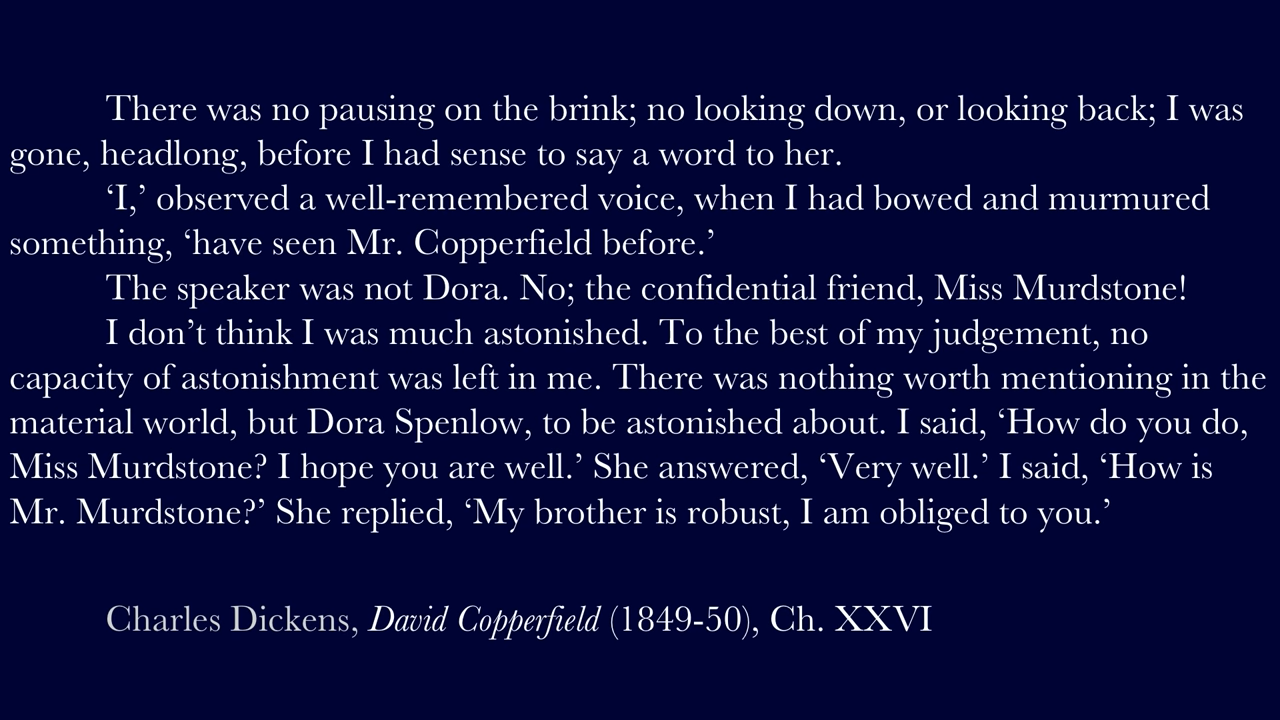 There was no pausing on the brink; no looking down, or looking back; I was
gone, headlong, before I had sense to say a word to her.
‘I,’ observed a well-remembered voice, when I had bowed and murmured
something, ‘have seen Mr. Copperfield before.’
The speaker was not Dora. No; the confidential friend, Miss Murdstone!
I don’t think I was much astonished. To the best of my judgement, no
capacity of astonishment was left in me. There was nothing worth mentioning in the
material world, but Dora Spenlow, to be astonished about. I said, ‘How do you do,
Miss Murdstone? I hope you are well.’ She answered, ‘Very well.’ I said, ‘How is
Mr. Murdstone?’ She replied, ‘My brother is robust, I am obliged to you.’
Charles Dickens, David Copperfield (1849-50), Ch. XXVI